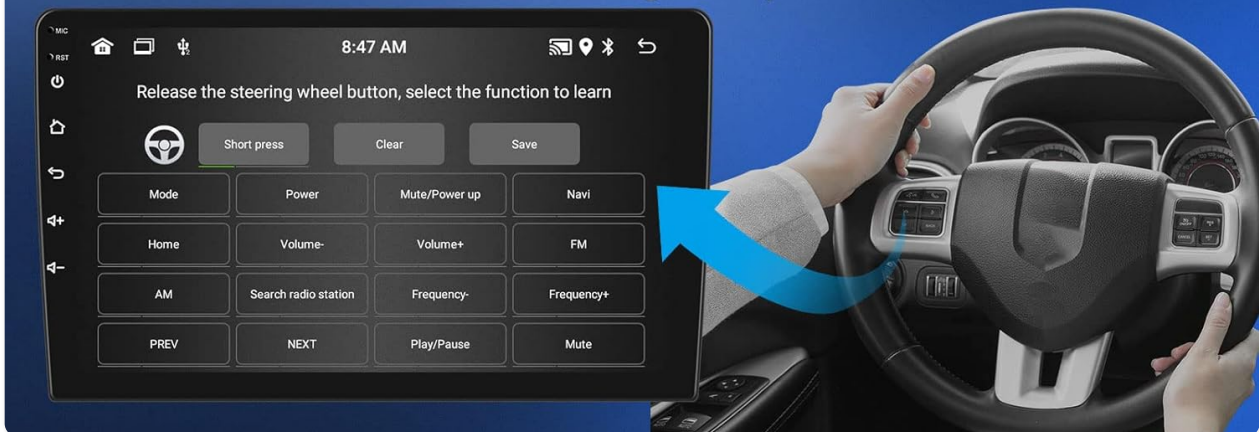 MIC
RST
8:47 AM
Release the steering wheel button, select the function to learn
Short press
Clear
Save
Mode
Power
Mute/Power up
Navi
Home
Volume-
Volume+
FM
AM
Search radio station
Frequency-
Frequency+
PREV
NEXT
Play/Pause
Mute